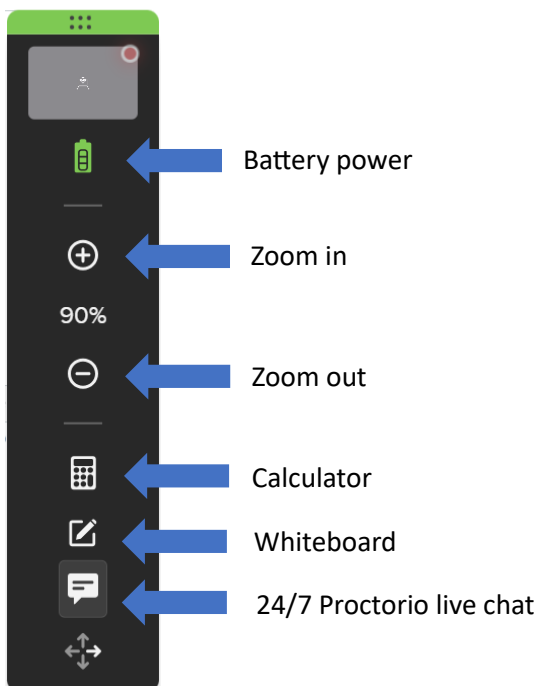 Battery power
Zoom in
90%
Zoom out
Calculator
Whiteboard
24/7 Proctorio live chat